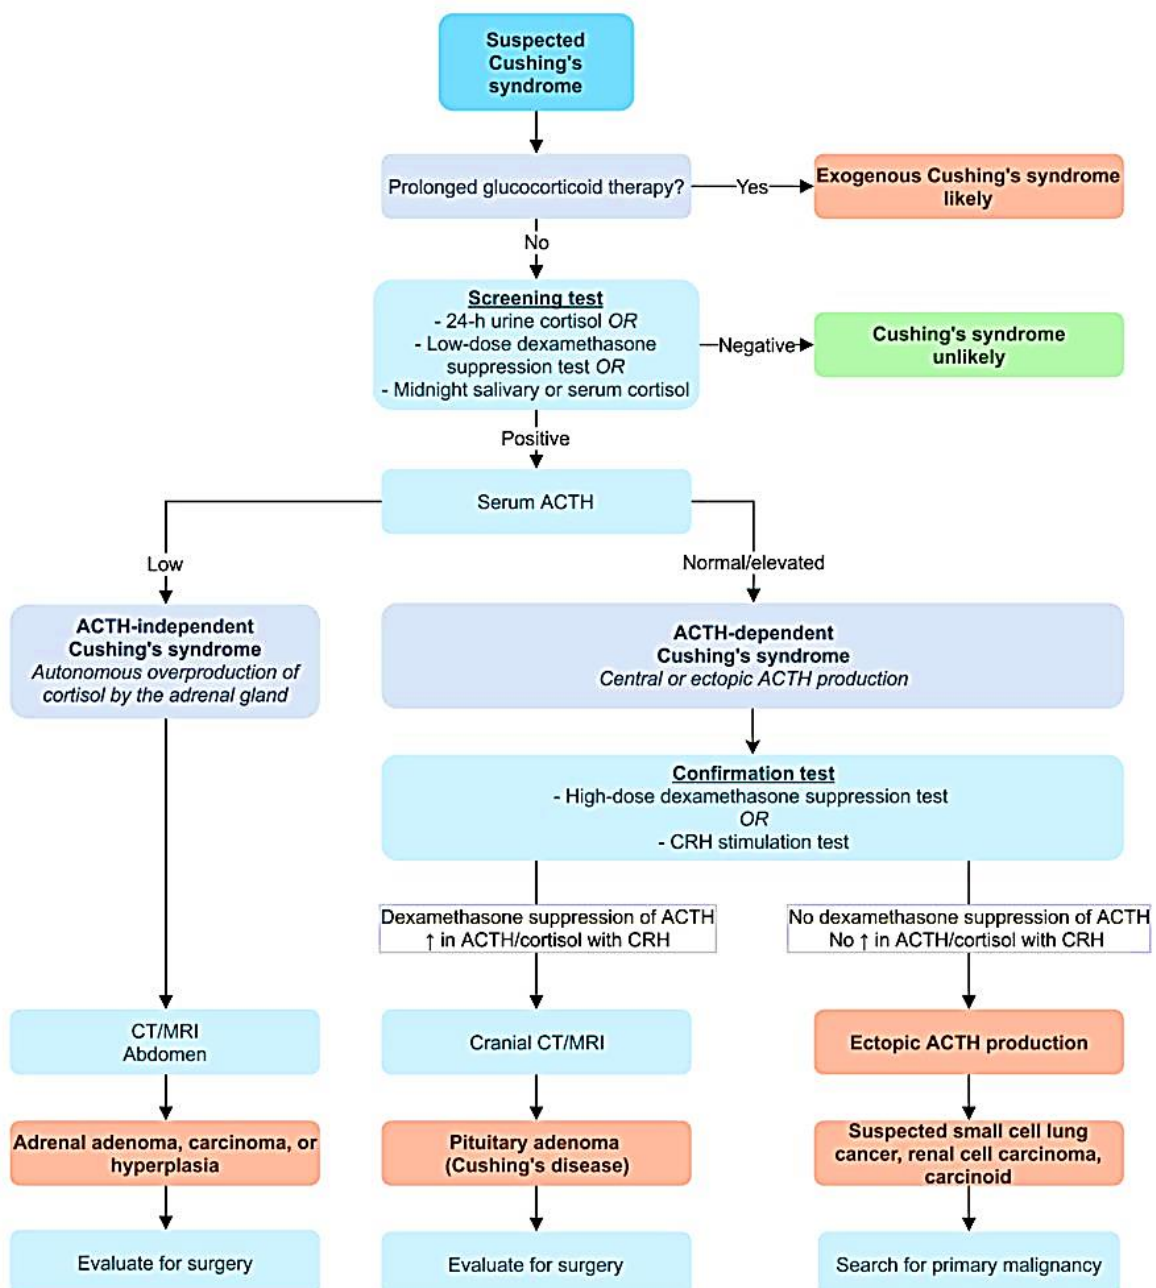 Suspected
Cushing's
syndrome
Prolonged glucocorticoid therapy?
Yes
Exogenous Cushing's syndrome
likely
No
Screening test
- 24-h urine cortisol OR
- Low-dose dexamethasone
suppression test OR
- Midnight salivary or serum cortisol
Negative
Cushing's syndrome
unlikely
Positive
Serum ACTH
Low
Normal/elevated
ACTH-independent
Cushing's syndrome
Autonomous overproduction of
cortisol by the adrenal gland
ACTH-dependent
Cushing's syndrome
Central or ectopic ACTH production
Confirmation test
- High-dose dexamethasone suppression test
OR
- CRH stimulation test
Dexamethasone suppression of ACTH
↑ in ACTH/cortisol with CRH
No dexamethasone suppression of ACTH
No ↑ in ACTH/cortisol with CRH
CT/MRI
Abdomen
Cranial CT/MRI
Ectopic ACTH production
Adrenal adenoma, carcinoma, or
hyperplasia
Pituitary adenoma
(Cushing's disease)
Suspected small cell lung
cancer, renal cell carcinoma,
carcinoid
Evaluate for surgery
Evaluate for surgery
Search for primary malignancy